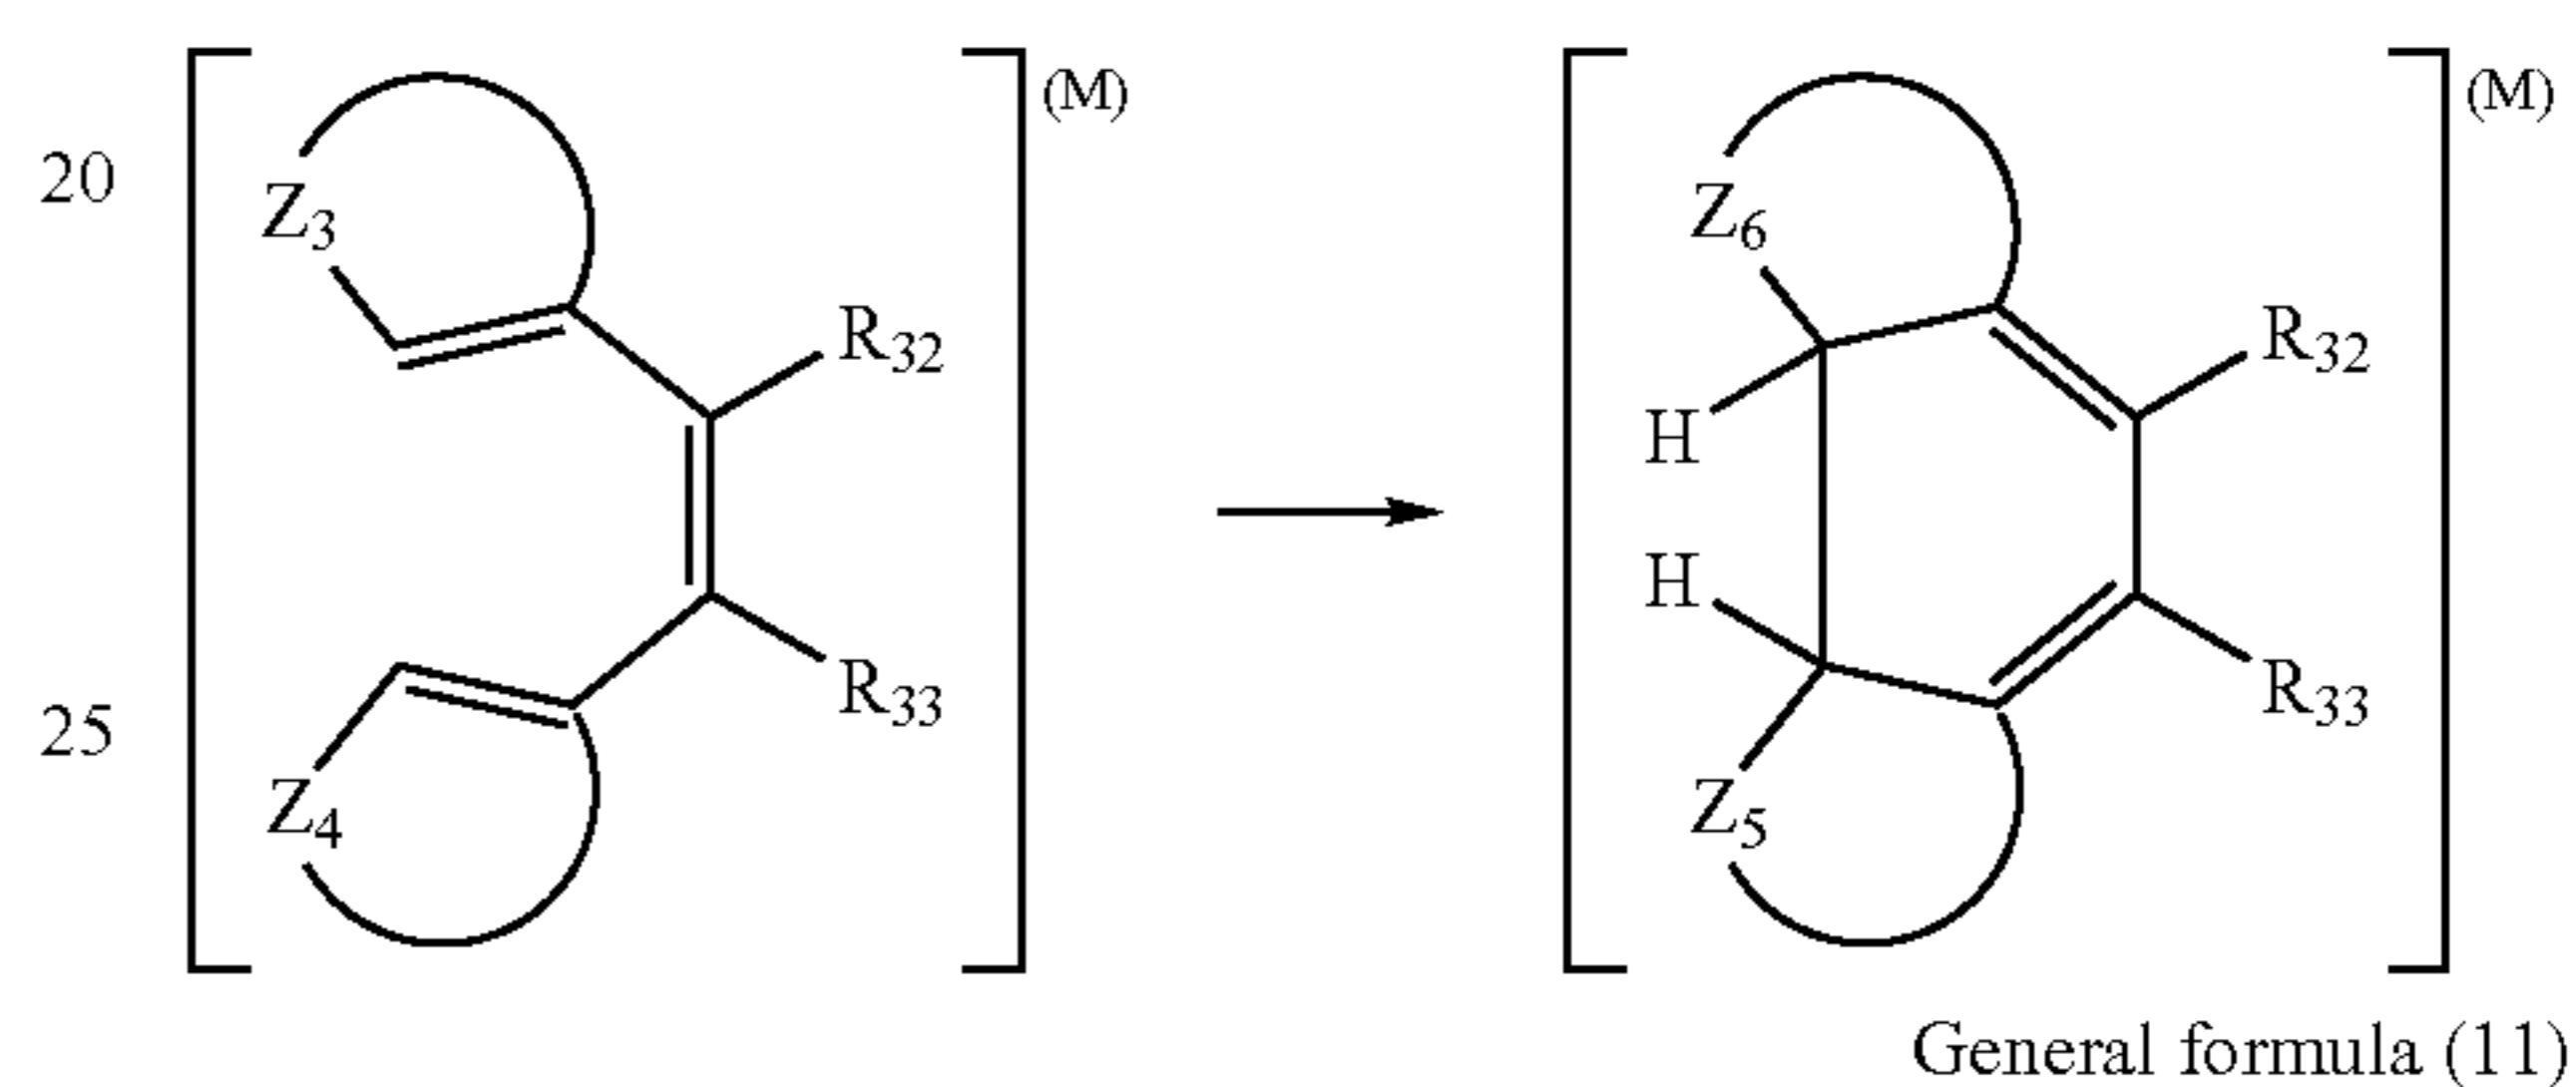 (M) (M)
20 Z3 Z6
R32 R32
H
H
R33 R33
25
Z4 Z5
General formula (11)